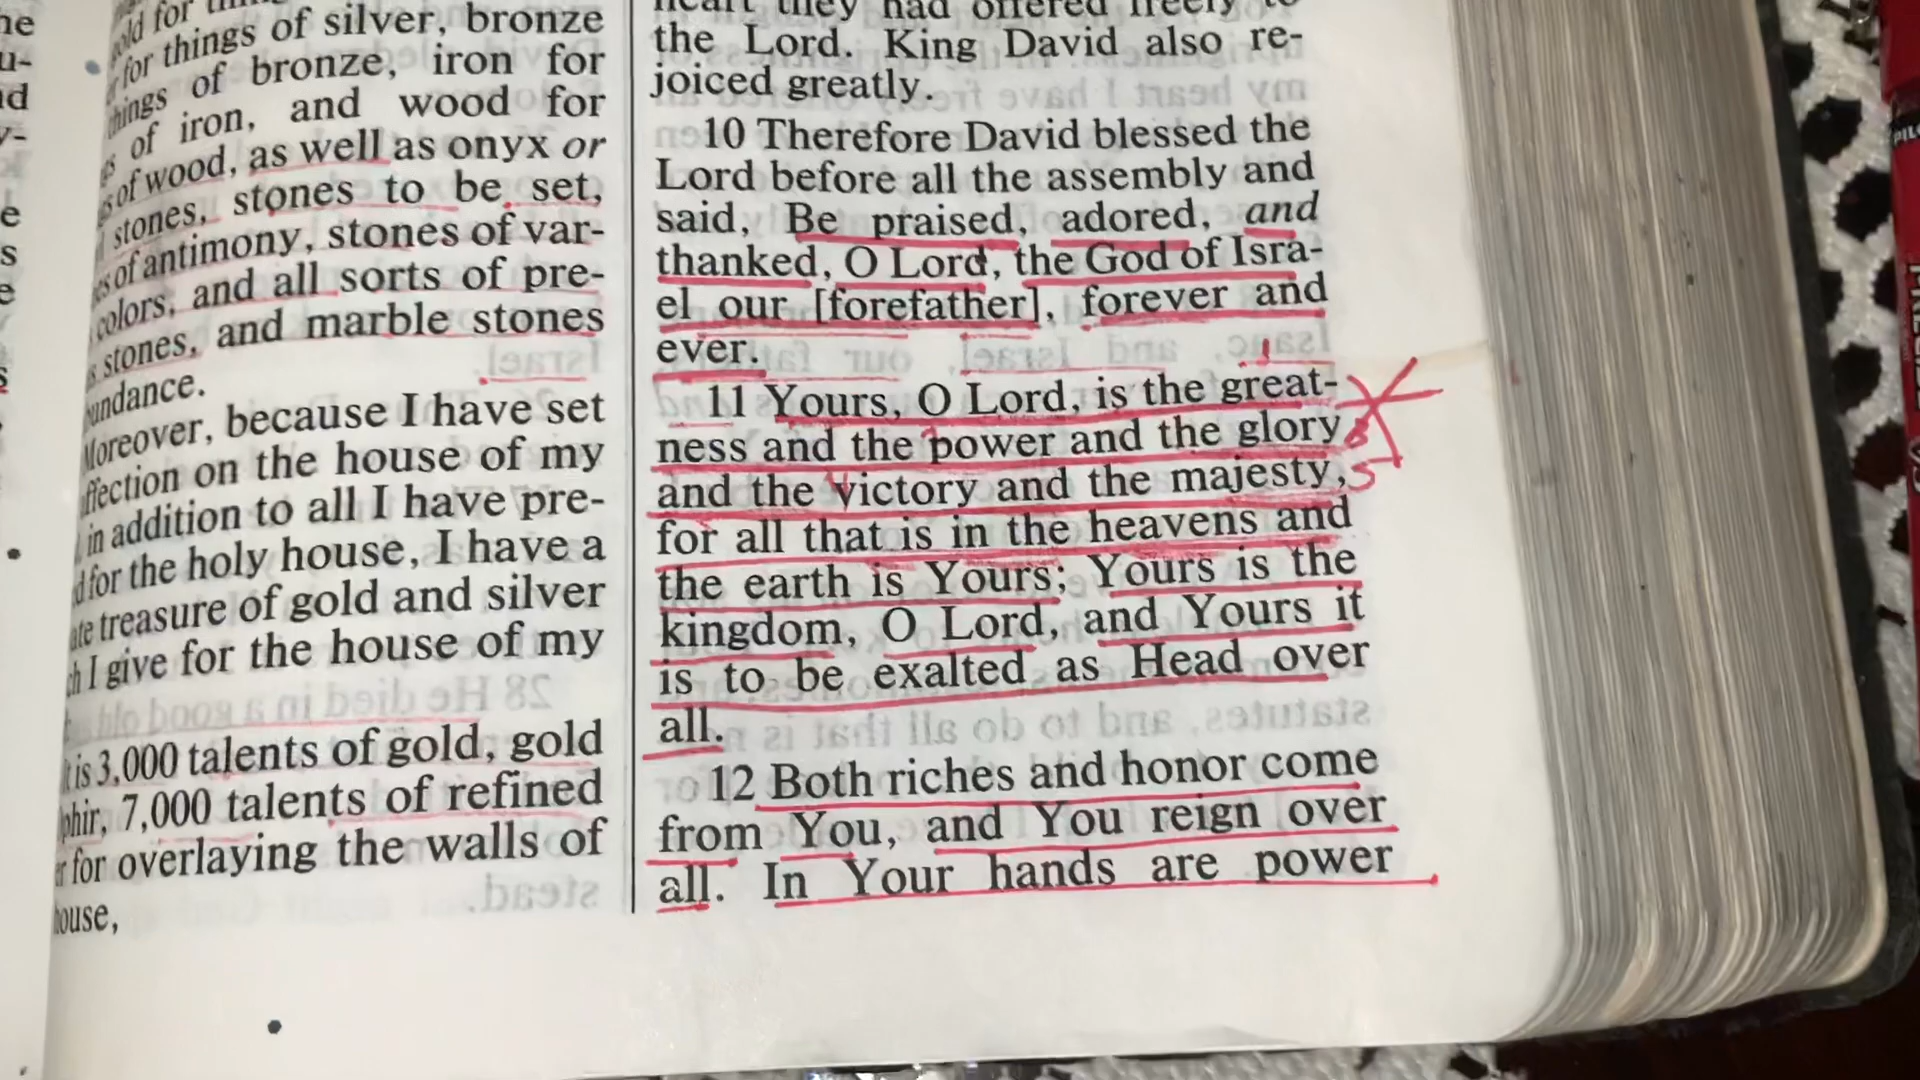 for things of silver, bronze
of bronze, iron for
of iron, and wood for
of wood, as well as onyx or
stones, stones to be set,
of antimony, stones of var-
colors, and all sorts of pre-
stones, and marble stones
Moreover, because I have set
on the house of my
in addition to all I have pre-
for the holy house, I have a
treasure of gold and silver
I give for the house of my
is 3,000 talents of gold, gold
7,000 talents of refined
for overlaying the walls of
heart they had offered freely to
the Lord. King David also re-
joiced greatly.
10 Therefore David blessed the
Lord before all the assembly and
said, Be praised, adored, and
thanked, O Lord, the God of Isra-
el our [forefather], forever and
ever.
11 Yours, O Lord, is the great-
ness and the power and the glory
and the victory and the majesty,
for all that is in the heavens and
the earth is Yours; Yours is the
kingdom, O Lord, and Yours it
is to be exalted as Head over
all.
12 Both riches and honor come
from You, and You reign over
all. In Your hands are power